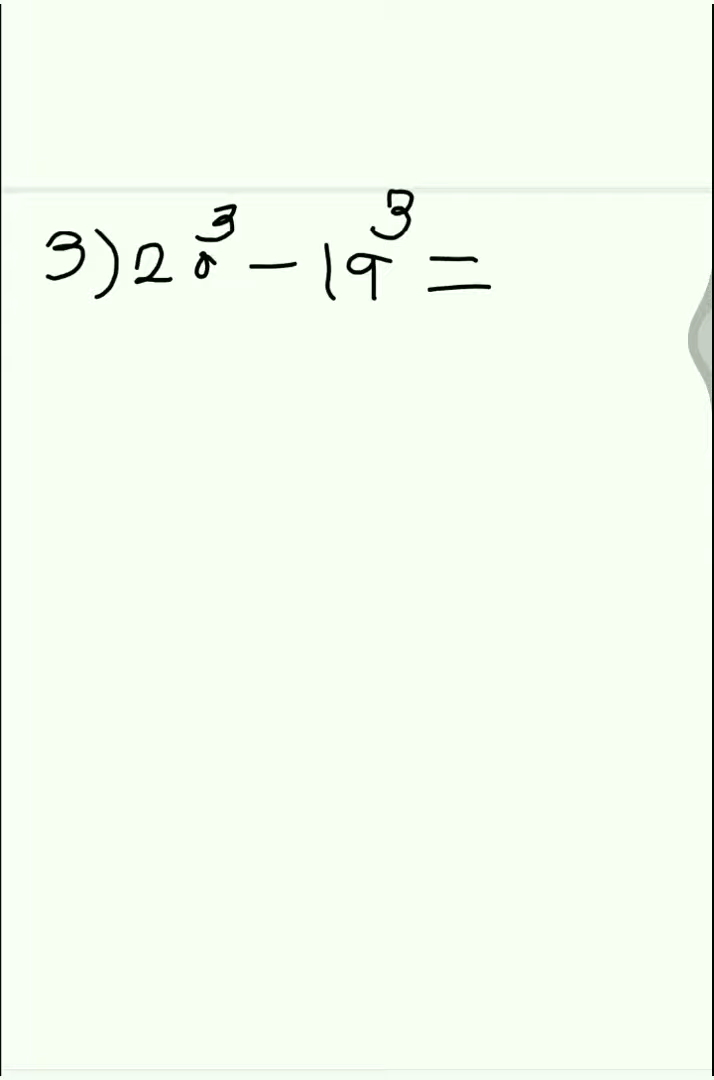 3) 20³ - 19³ =